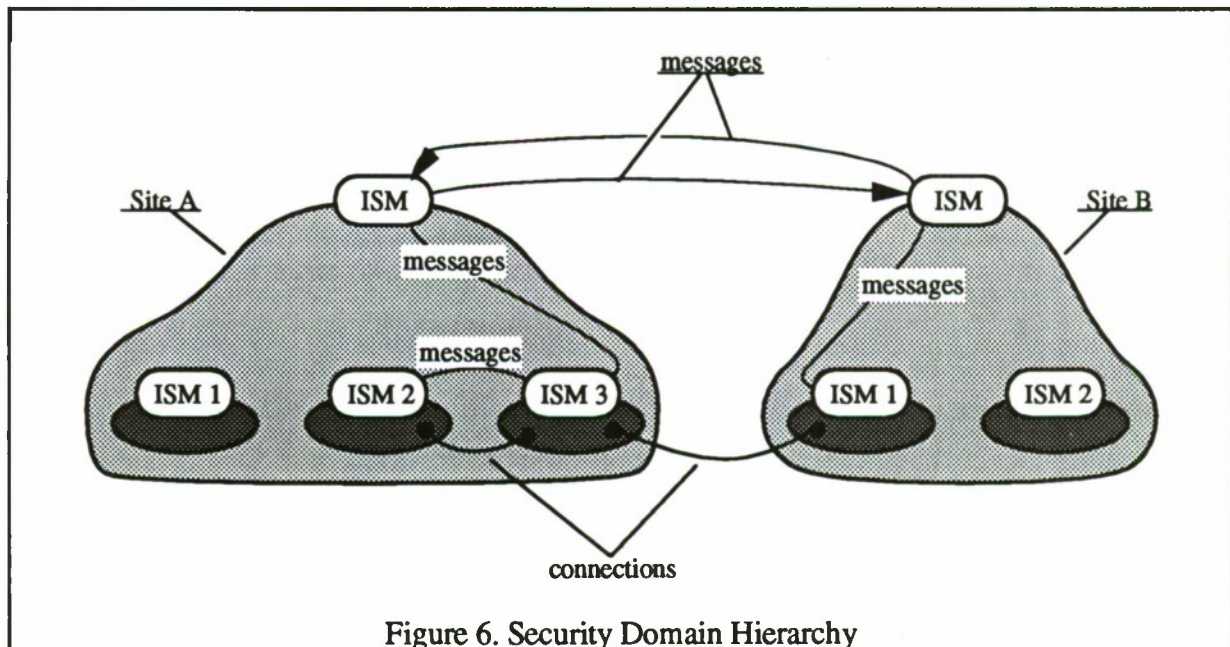 messages
ISM
ISM
Site A
Site B
messages
messages
messages
ISM 1
ISM 2
ISM 3
ISM 1
ISM 2
connections
Figure 6. Security Domain Hierarchy